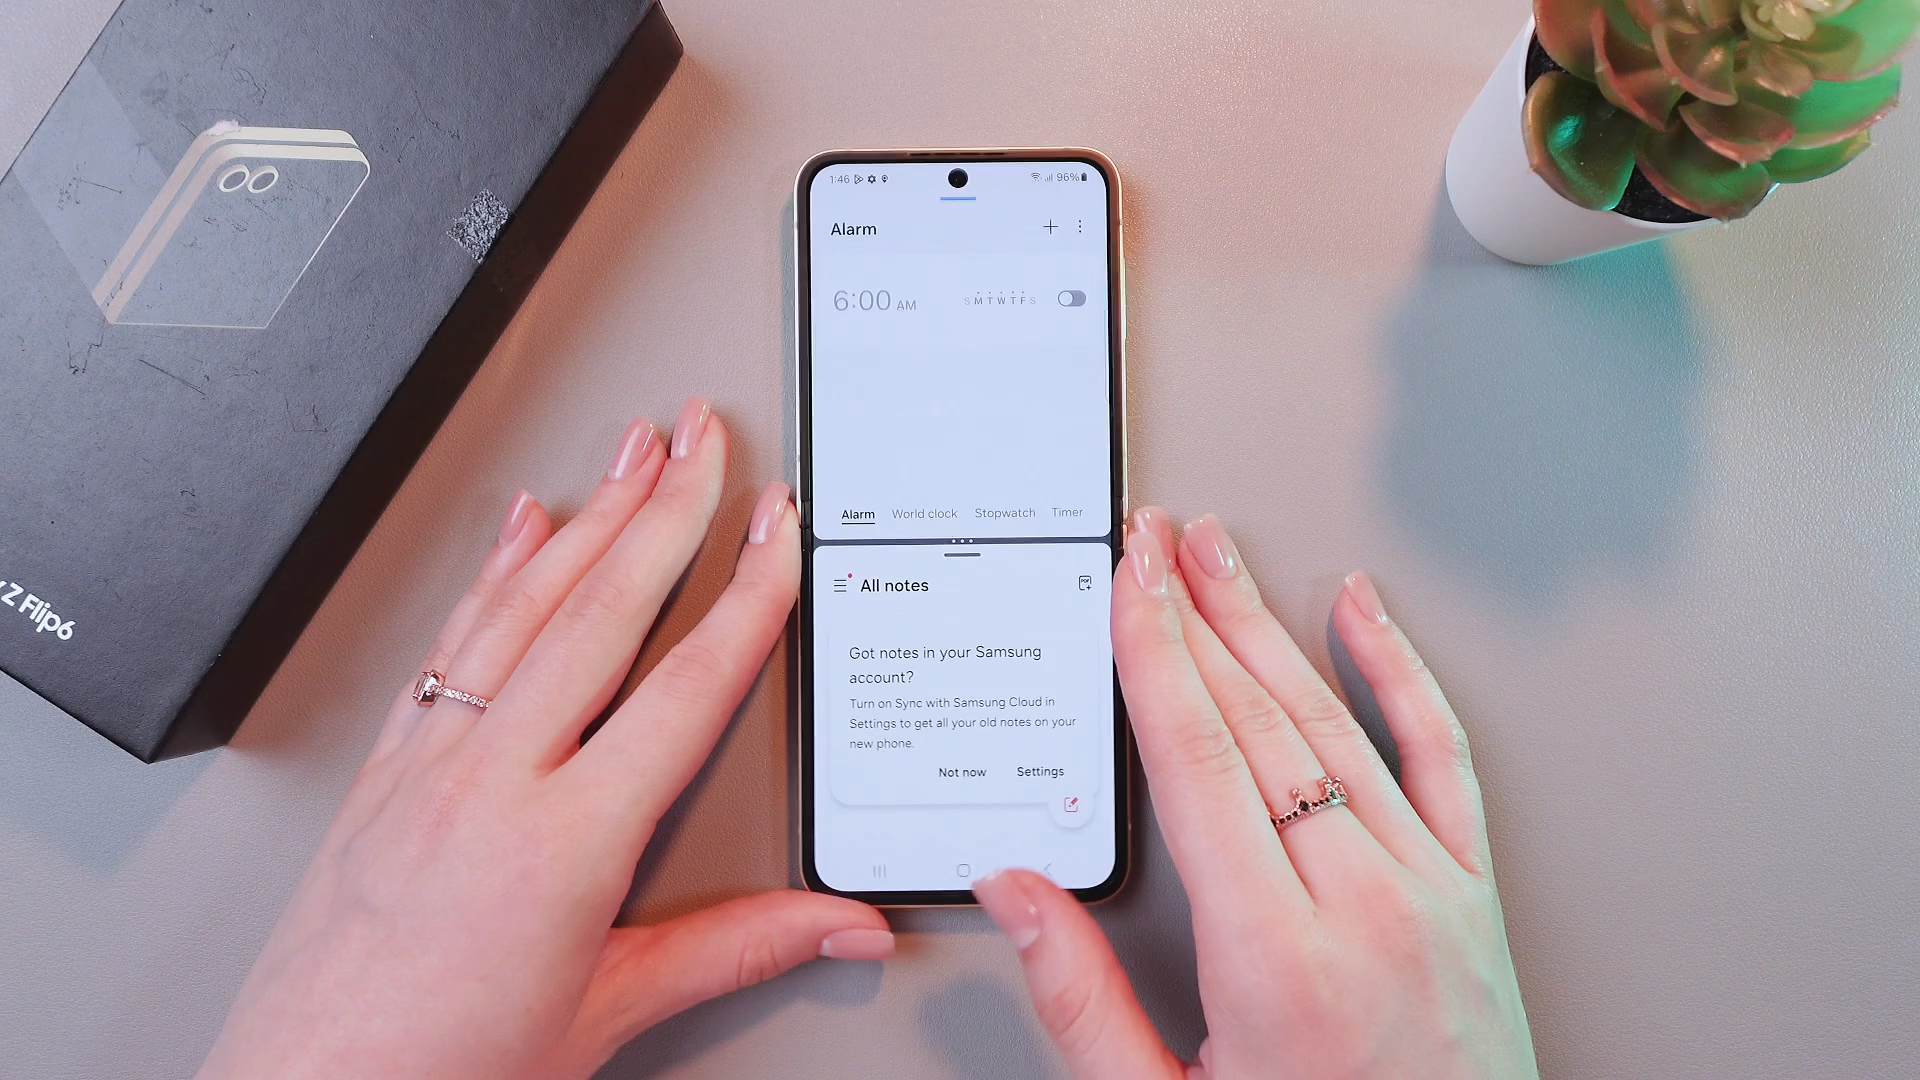 Z Flip6
1:46
96%
Alarm
6:00 AM
S M T W T F S
Alarm World clock Stopwatch Timer
All notes
PDF
Got notes in your Samsung
account?
Turn on Sync with Samsung Cloud in
Settings to get all your old notes on your
new phone.
Not now Settings